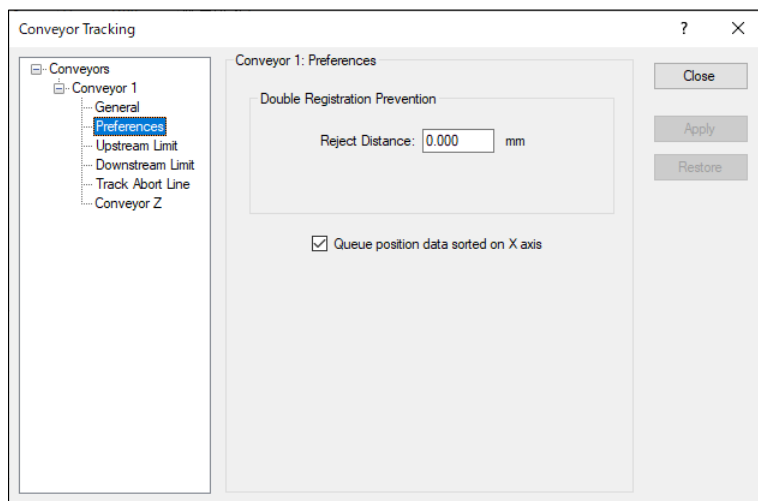 Conveyor Tracking
?
Conveyors
Conveyor 1
General
Preferences
Upstream Limit
Downstream Limit
Track Abort Line
Conveyor Z
Conveyor 1: Preferences
Double Registration Prevention
Reject Distance: 0.000 mm
Queue position data sorted on X axis
Close
Apply
Restore